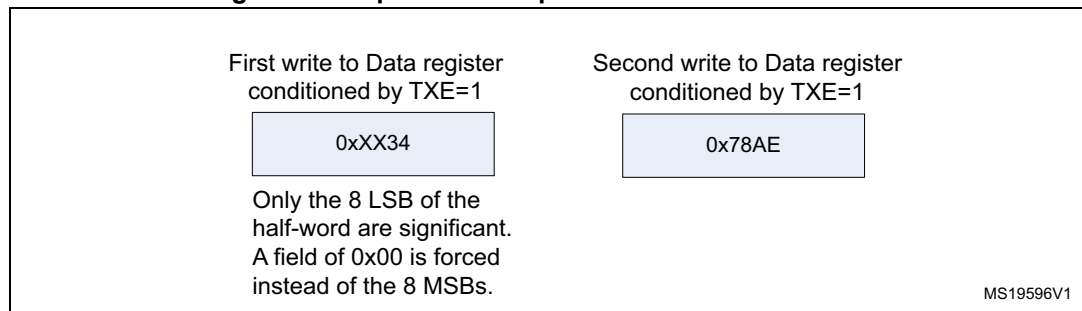 First write to Data register
conditioned by TXE=1
0xXX34
Only the 8 LSB of the
half-word are significant.
A field of 0x00 is forced
instead of the 8 MSBs.
Second write to Data register
conditioned by TXE=1
0x78AE
MS19596V1